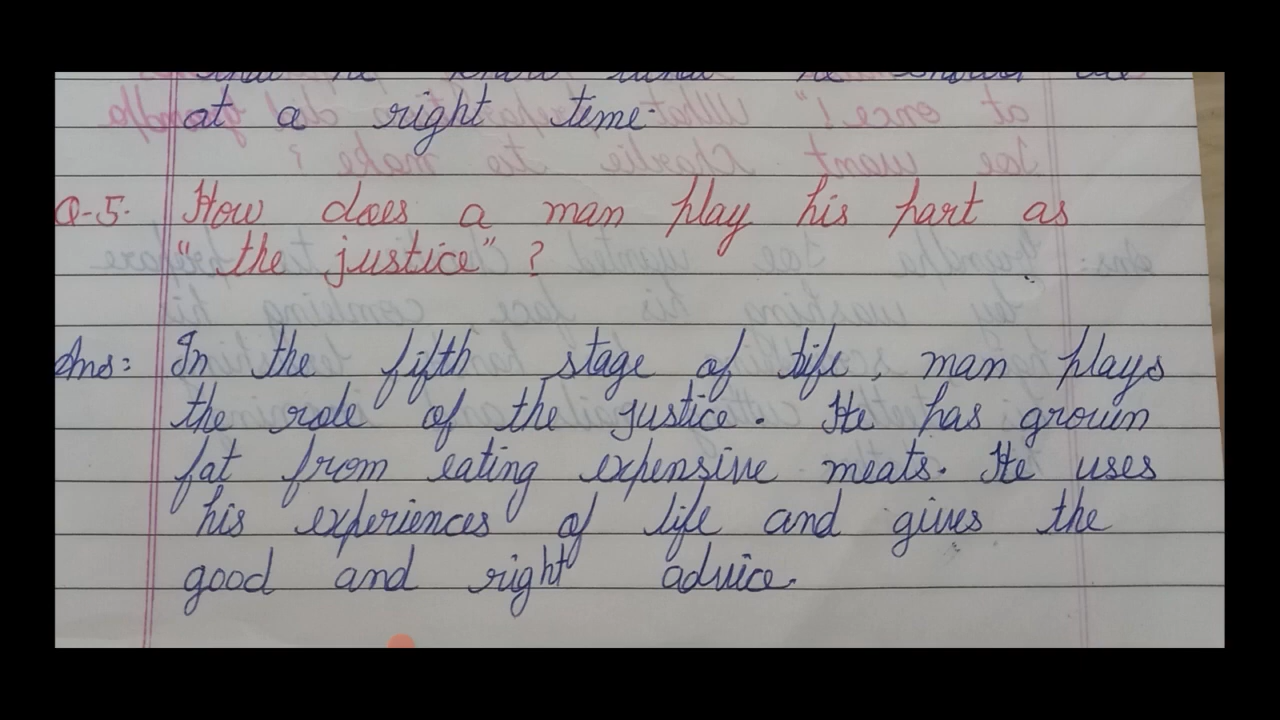 at a right time.
Q-5. How does a man play his part as
"the justice" ?
Ans: In the fifth stage of life, man plays
the role of the justice. He has grown
fat from eating expensive meats. He uses
his experiences of life and gives the
good and right advice.